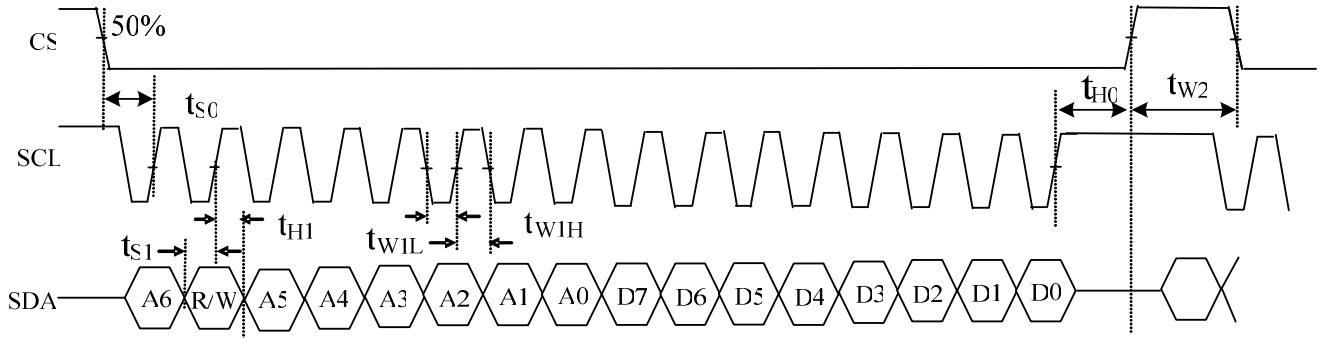 CS
50%
tS0
tH0
tW2
SCL
tH1
tW1L
tW1H
tS1
SDA
A6 R/W A5 A4 A3 A2 A1 A0 D7 D6 D5 D4 D3 D2 D1 D0